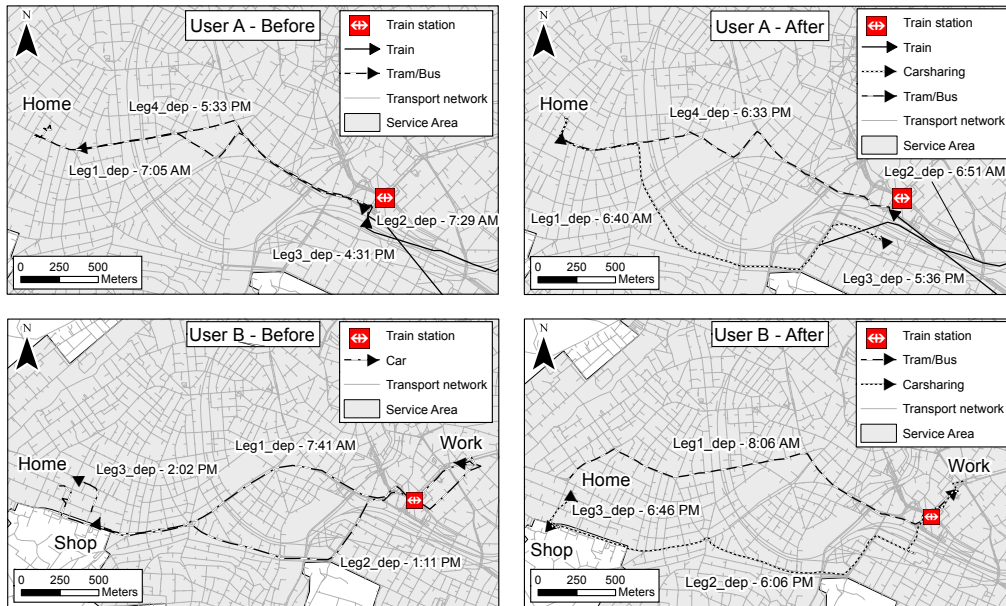 User A - Before
N
Train station
Train
Tram/Bus
Transport network
Service Area
Home
Leg4_dep - 5:33 PM
Leg1_dep - 7:05 AM
Leg2_dep - 7:29 AM
Leg3_dep - 4:31 PM
0 250 500
Meters
User A - After
N
Train station
Train
Carsharing
Tram/Bus
Transport network
Service Area
Home
Leg4_dep - 6:33 PM
Leg2_dep - 6:51 AM
Leg1_dep - 6:40 AM
Leg3_dep - 5:36 PM
0 250 500
Meters
User B - Before
N
Train station
Car
Transport network
Service Area
Leg1_dep - 7:41 AM
Work
Home
Leg3_dep - 2:02 PM
Shop
Leg2_dep - 1:11 PM
0 250 500
Meters
User B - After
N
Train station
Tram/Bus
Carsharing
Transport network
Service Area
Leg1_dep - 8:06 AM
Work
Home
Leg3_dep - 6:46 PM
Shop
Leg2_dep - 6:06 PM
0 250 500
Meters